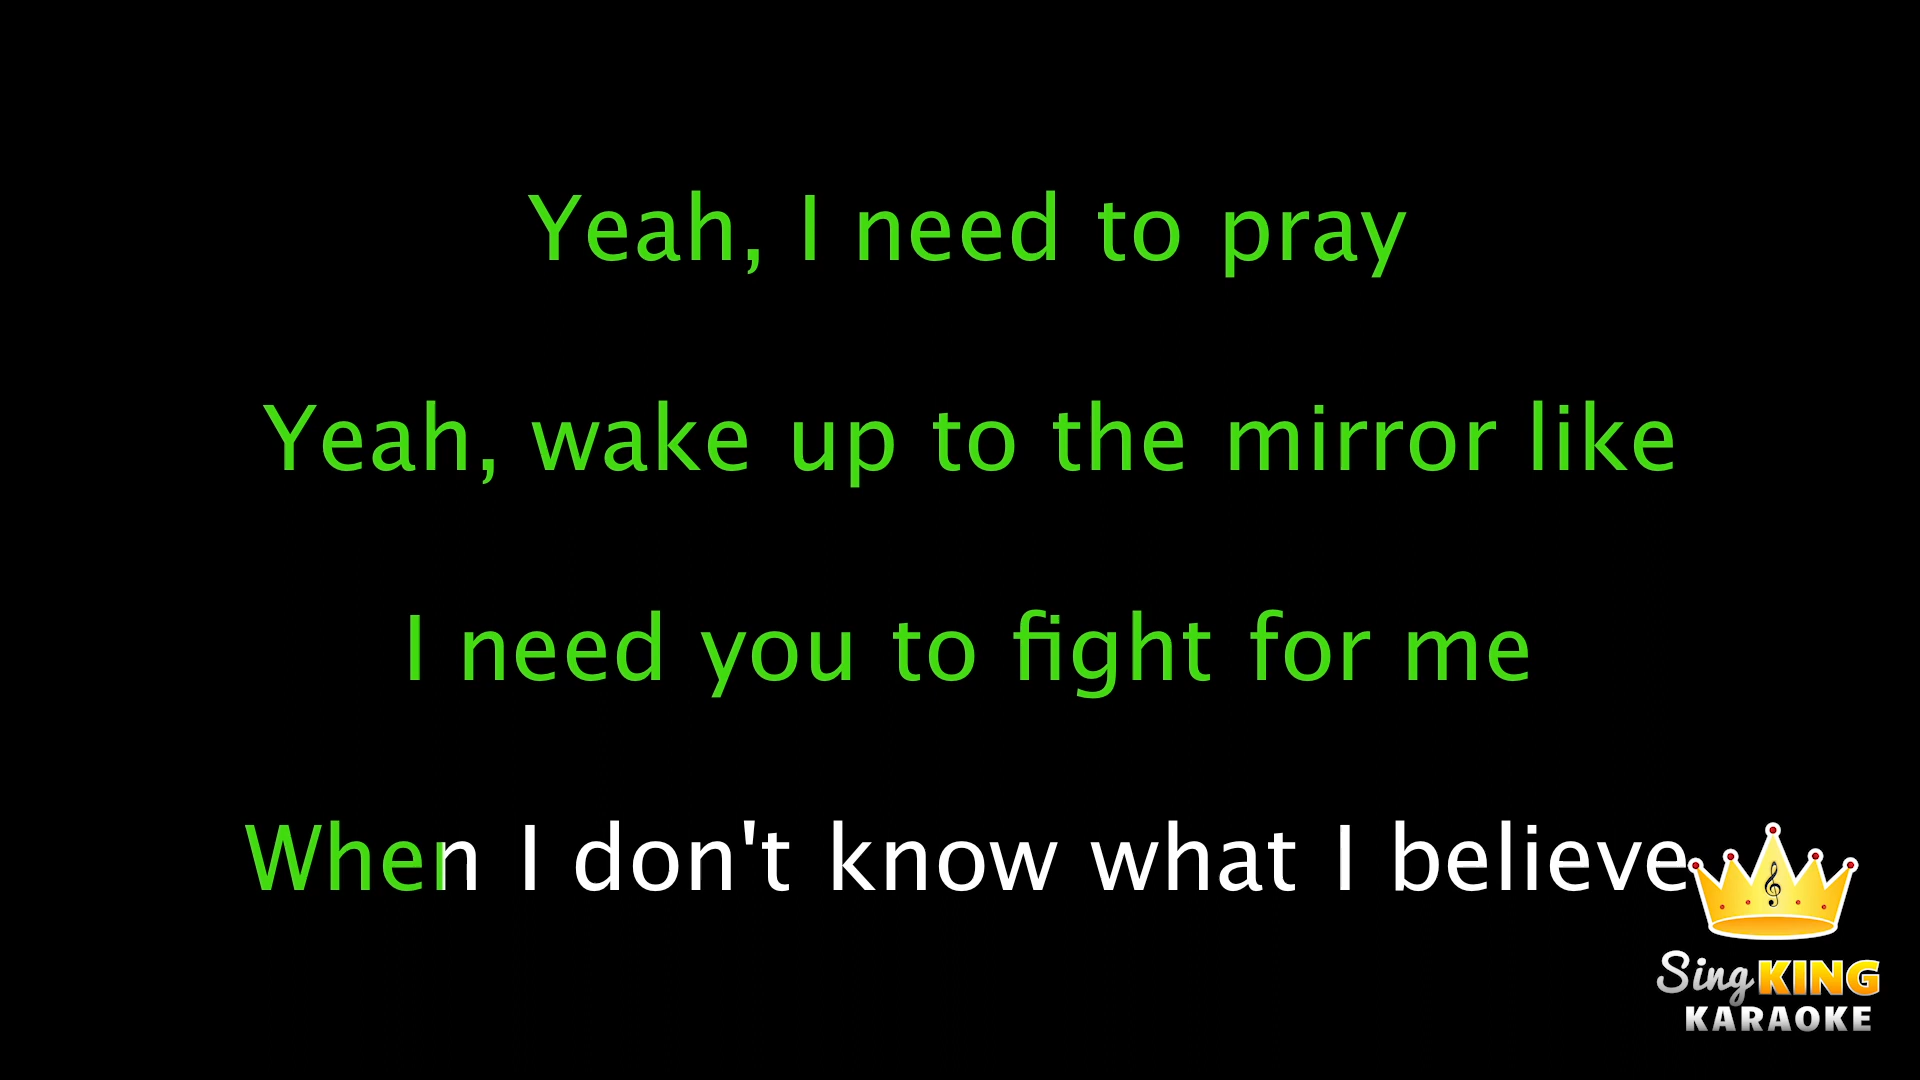 Yeah, I need to pray
Yeah, wake up to the mirror like
I need you to fight for me
When I don't know what I believe
Sing KING
KARAOKE